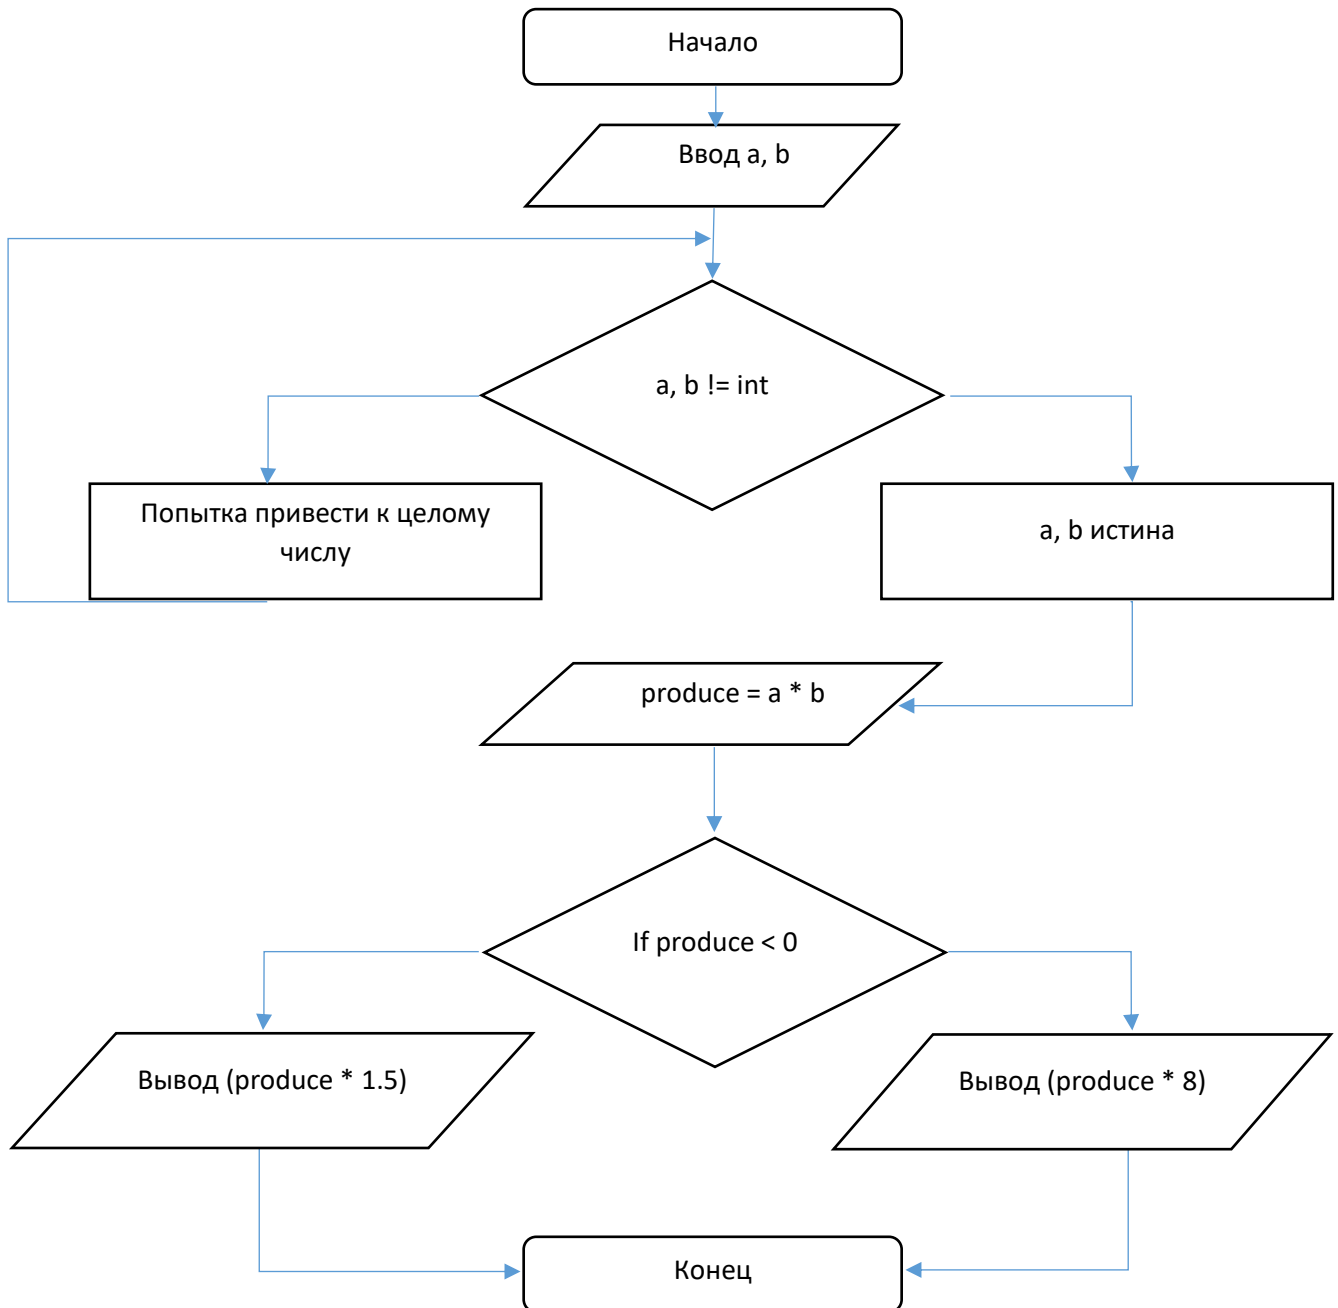 Начало
Ввод a, b
a, b != int
Попытка привести к целому
числу
a, b истина
produce = a * b
If produce < 0
Вывод (produce * 1.5)
Вывод (produce * 8)
Конец